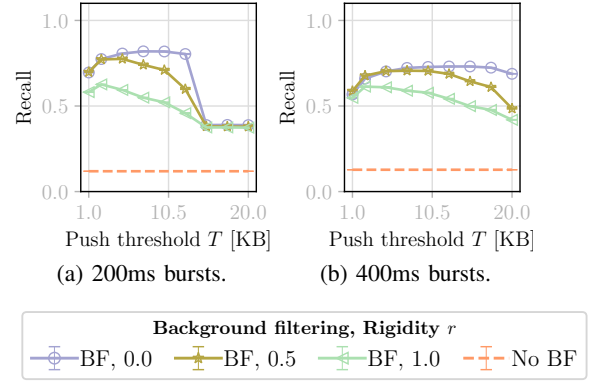 1.0
0.5
0.0
Recall
1.0 10.5 20.0
Push threshold T [KB]
(a) 200ms bursts.
1.0
0.5
0.0
Recall
1.0 10.5 20.0
Push threshold T [KB]
(b) 400ms bursts.
Background filtering, Rigidity r
BF, 0.0 BF, 0.5 BF, 1.0 No BF